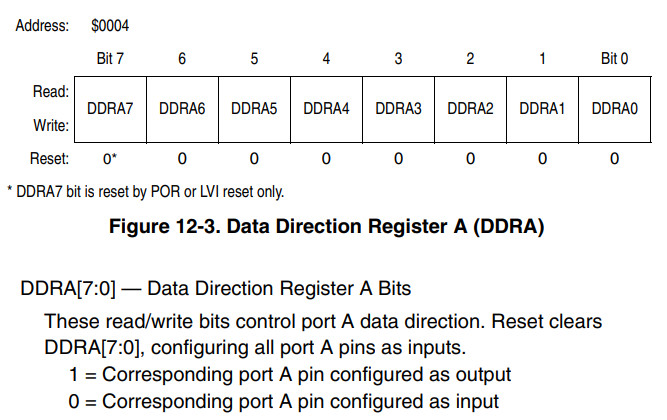 Address: $0004
Bit 7 6 5 4 3 2 1 Bit 0
Read:
DDRA7 DDRA6 DDRA5 DDRA4 DDRA3 DDRA2 DDRA1 DDRA0
Write:
Reset: 0* 0 0 0 0 0 0 0
* DDRA7 bit is reset by POR or LVI reset only.
Figure 12-3. Data Direction Register A (DDRA)
DDRA[7:0] — Data Direction Register A Bits
These read/write bits control port A data direction. Reset clears
DDRA[7:0], configuring all port A pins as inputs.
1 = Corresponding port A pin configured as output
0 = Corresponding port A pin configured as input